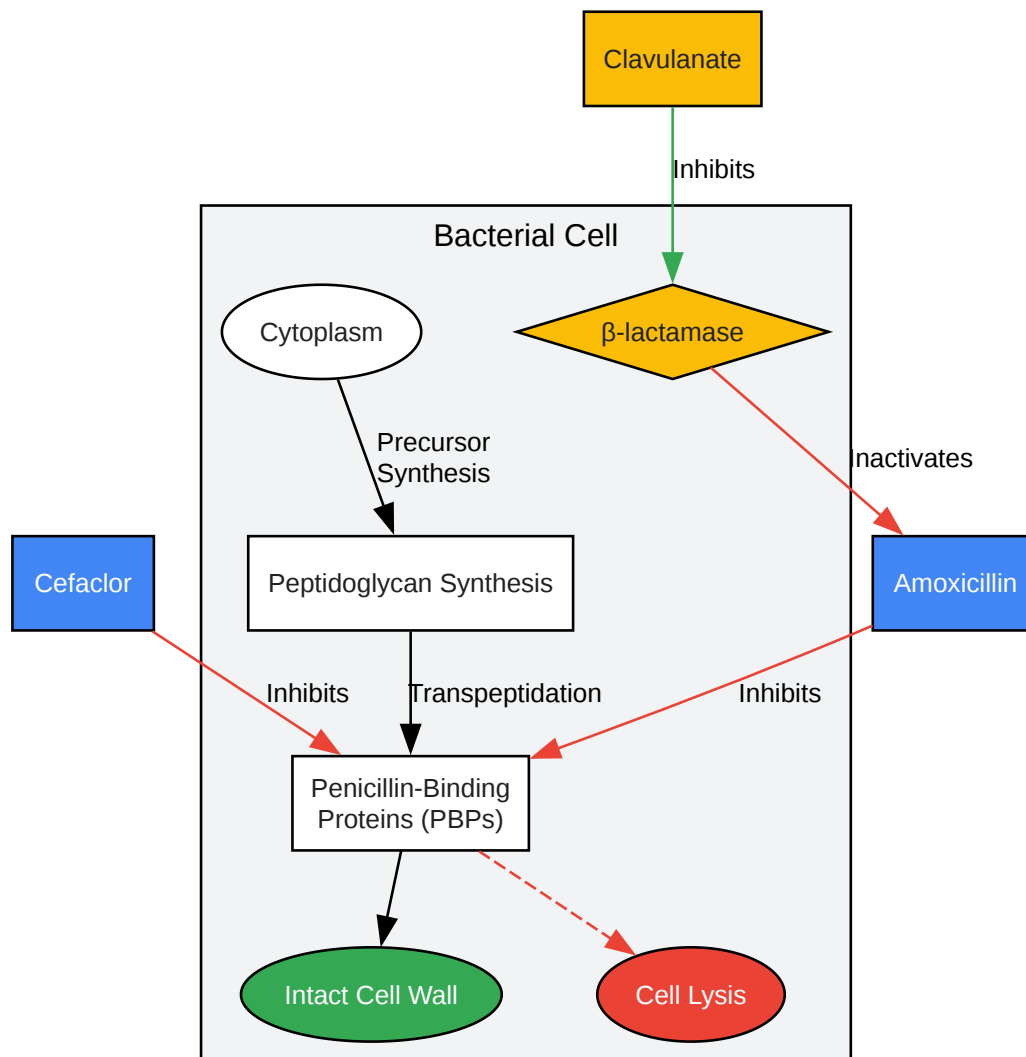 Clavulanate
Inhibits
Bacterial Cell
Cytoplasm
β-lactamase
Precursor
Synthesis
Inactivates
Cefaclor
Peptidoglycan Synthesis
Amoxicillin
Inhibits
Transpeptidation
Inhibits
Penicillin-Binding
Proteins (PBPs)
Intact Cell Wall
Cell Lysis